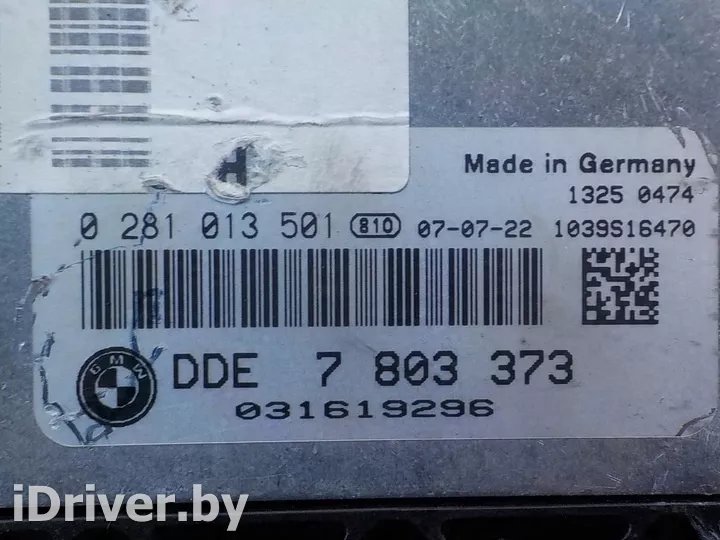 H
Made in Germany
1325 0474
0 281 013 501 810 07-07-22 1039S16470
BMW DDE 7 803 373
031619296
iDriver.by